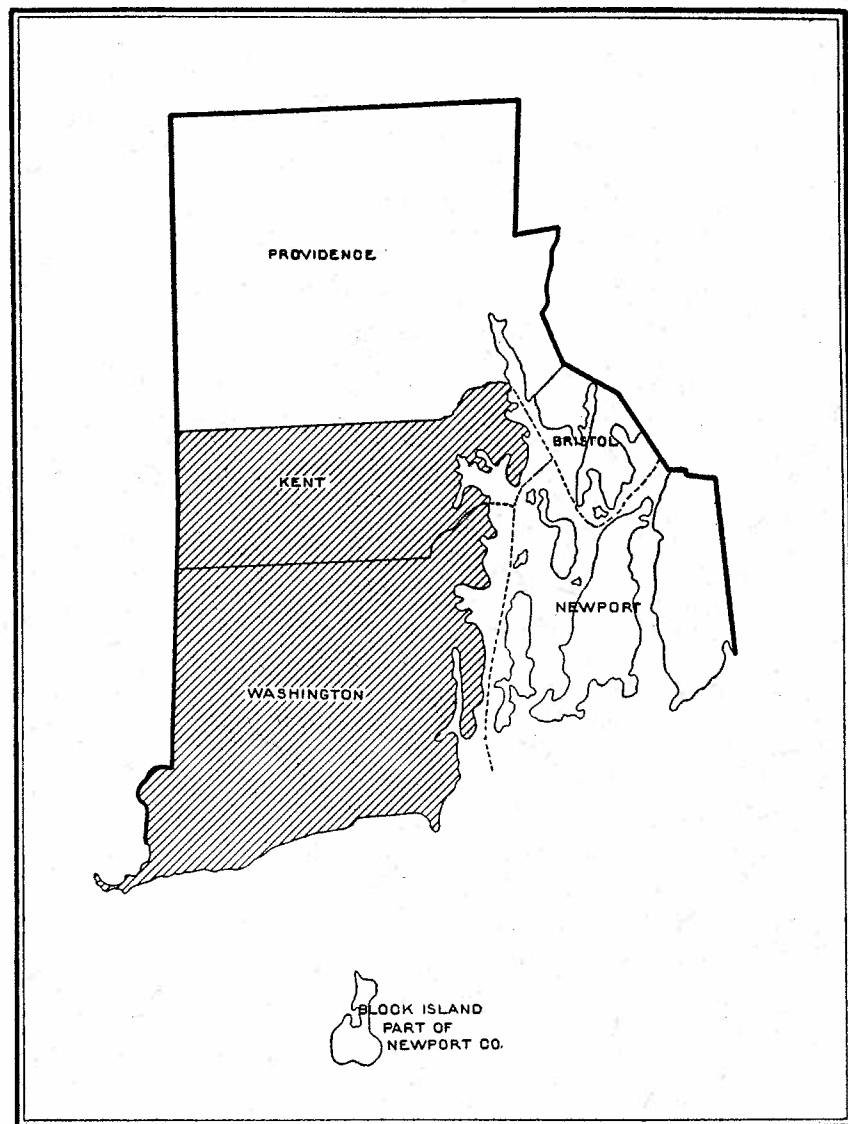 PROVIDENCE
BRISTOL
KENT
NEWPORT
WASHINGTON
BLOCK ISLAND
PART OF
NEWPORT CO.